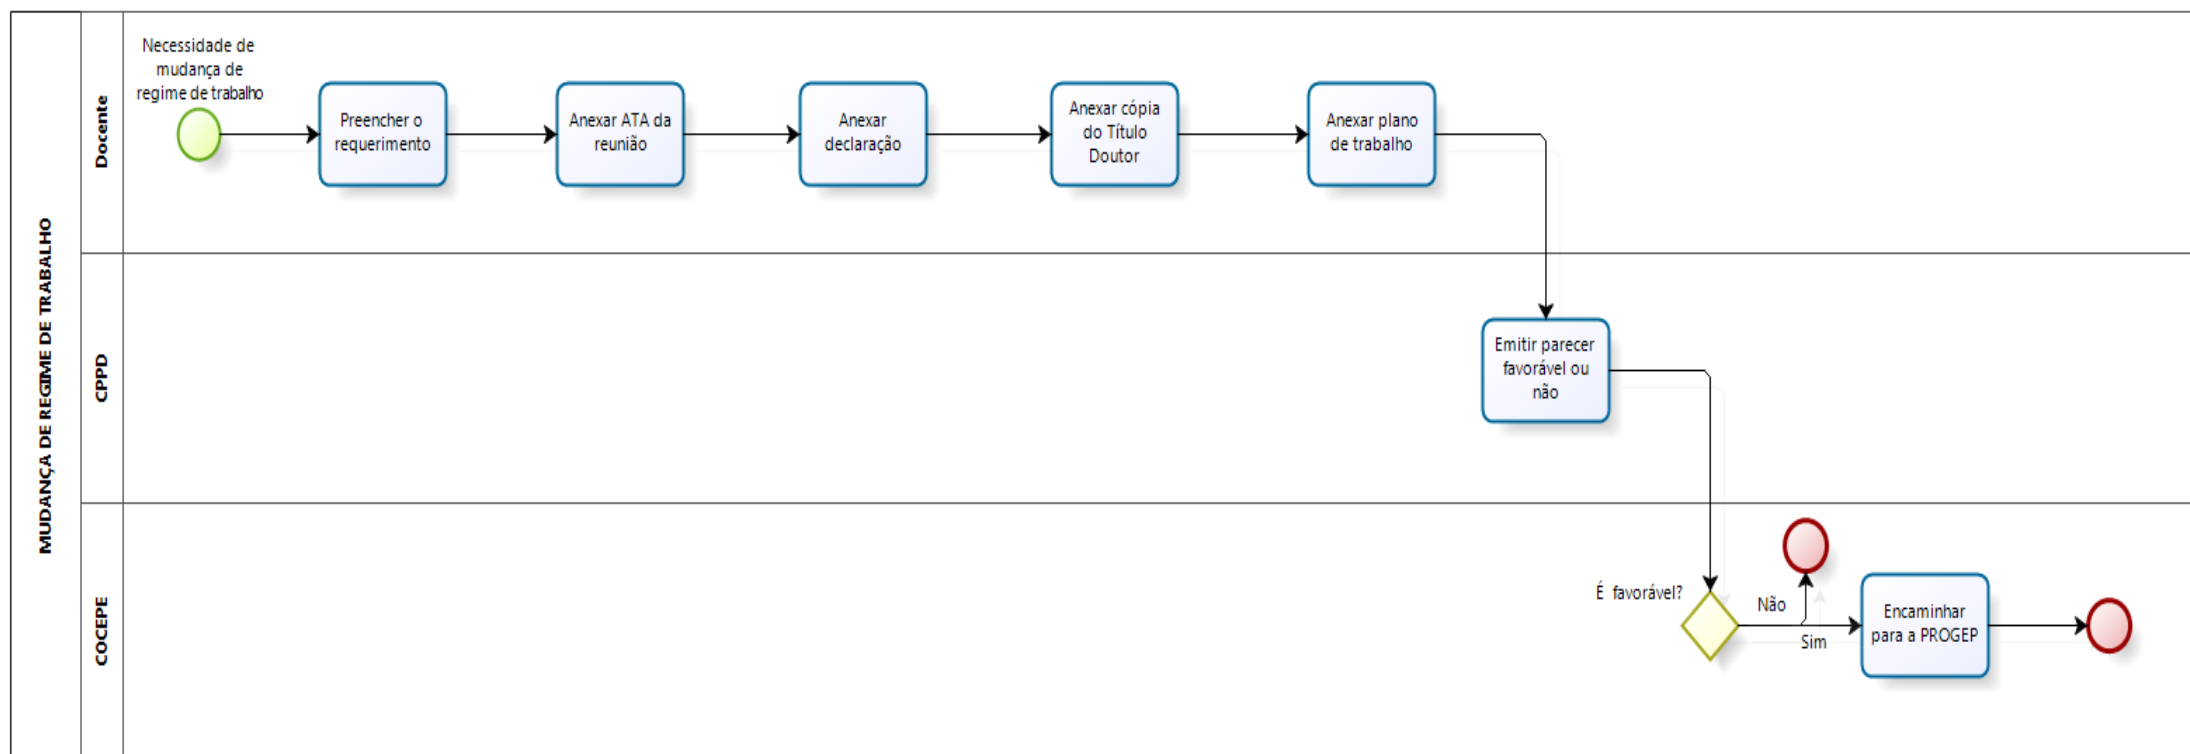 MUDANÇA DE REGIME DE TRABALHO
Docente
Necessidade de
mudança de
regime de trabalho
Preencher o
requerimento
Anexar ATA da
reunião
Anexar
declaração
Anexar cópia
do Título
Doutor
Anexar plano
de trabalho
CPPD
Emitir parecer
favorável ou
não
COCEPE
É favorável?
Não
Sim
Encaminhar
para a PROGEP